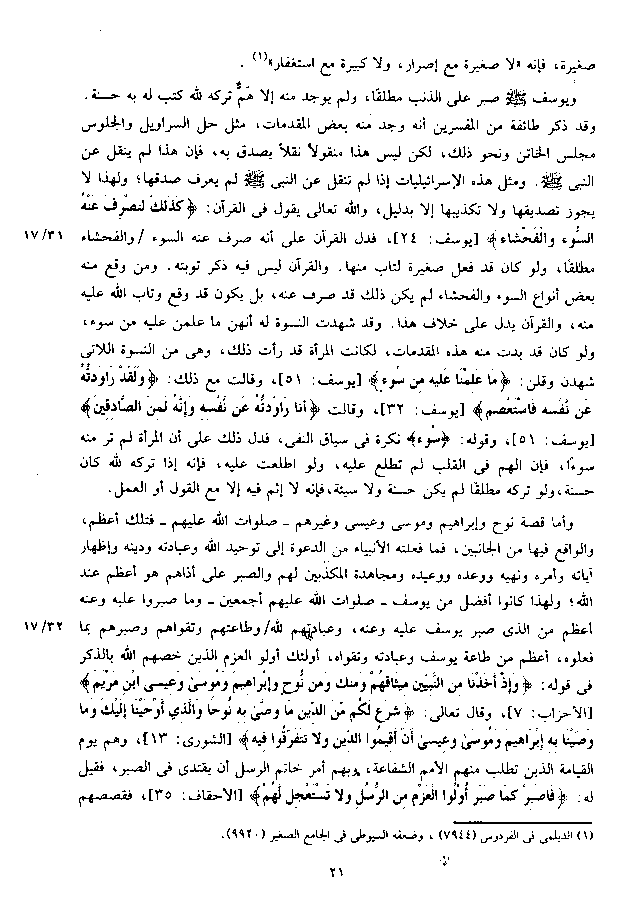 صغيرة، فإنه «لا صغيرة مع إصرار، ولا كبيرة مع استغفار»(١) .
ويوسف ﷺ صبر على الذنب مطلقًا، ولم يوجد منه إلا هَمٌّ تركه لله كتب له به حسنة.
وقد ذكر طائفة من المفسرين أنه وجد منه بعض المقدمات، مثل حل السراويل والجلوس
مجلس الخاتن ونحو ذلك، لكن ليس هذا منقولاً نقلاً يصدق به، فإن هذا لم ينقل عن
النبي ﷺ. ومثل هذه الإسرائيليات إذا لم تنقل عن النبي ﷺ لم يعرف صدقها؛ ولهذا لا
يجوز تصديقها ولا تكذيبها إلا بدليل، والله تعالى يقول فى القرآن: ﴿كَذَلِكَ لِنَصْرِفَ عَنْهُ
السُّوءَ وَالْفَحْشَاءَ﴾ [يوسف: ٢٤]، فدل القرآن على أنه صرف عنه السوء /والفحشاء
١٧/٣١
مطلقًا، ولو كان قد فعل صغيرة لتاب منها. والقرآن ليس فيه ذكر توبته. ومن وقع منه
بعض أنواع السوء والفحشاء لم يكن ذلك قد صرف عنه، بل يكون قد وقع وتاب الله عليه
منه، والقرآن يدل على خلاف هذا. وقد شهدت النسوة له أنهن ما علمن عليه من سوء،
ولو كان قد بدت منه هذه المقدمات، لكانت المرأة قد رأت ذلك، وهى من النسوة اللاتى
شهدن وقلن: ﴿مَا عَلِمْنَا عَلَيْهِ مِن سُوءٍ﴾ [يوسف: ٥١]، وقالت مع ذلك: ﴿وَلَقَدْ رَاوَدتُّهُ
عَن نَّفْسِهِ فَاسْتَعْصَمَ﴾ [يوسف: ٣٢]، وقالت ﴿أَنَا رَاوَدتُّهُ عَن نَّفْسِهِ وَإِنَّهُ لَمِنَ الصَّادِقِينَ﴾
[يوسف: ٥١]، وقوله: ﴿سُوءٍ﴾ نكرة فى سياق النفى، فدل ذلك على أن المرأة لم تر منه
سوءًا، فإن الهم فى القلب لم تطلع عليه، ولو اطلعت عليه، فإنه إذا تركه لله كان
حسنة، ولو تركه مطلقًا لم يكن حسنة ولا سيئة، فإنه لا إثم فيه إلا مع القول أو العمل.
وأما قصة نوح وإبراهيم وموسى وعيسى وغيرهم ـ صلوات الله عليهم ـ فتلك أعظم،
والواقع فيها من الجانبين، فما فعلته الأنبياء من الدعوة إلى توحيد الله وعبادته ودينه وإظهار
آياته وأمره ونهيه ووعده ووعيده ومجاهدة المكذبين لهم والصبر على أذاهم هو أعظم عند
الله؛ ولهذا كانوا أفضل من يوسف ـ صلوات الله عليهم أجمعين ـ وما صبروا عليه وعنه
أعظم من الذى صبر يوسف عليه وعنه، وعبادتهم لله/وطاعتهم وتقواهم وصبرهم بما
١٧/٣٢
فعلوه، أعظم من طاعة يوسف وعبادته وتقواه، أولئك أولو العزم الذين خصهم الله بالذكر
فى قوله: ﴿وَإِذْ أَخَذْنَا مِنَ النَّبِيِّينَ مِيثَاقَهُمْ وَمِنكَ وَمِن نُّوحٍ وَإِبْرَاهِيمَ وَمُوسَىٰ وَعِيسَى ابْنِ مَرْيَمَ﴾
[الأحزاب: ٧]، وقال تعالى: ﴿شَرَعَ لَكُم مِّنَ الدِّينِ مَا وَصَّىٰ بِهِ نُوحًا وَالَّذِي أَوْحَيْنَا إِلَيْكَ وَمَا
وَصَّيْنَا بِهِ إِبْرَاهِيمَ وَمُوسَىٰ وَعِيسَىٰ أَنْ أَقِيمُوا الدِّينَ وَلا تَتَفَرَّقُوا فِيهِ﴾ [الشورى: ١٣]، وهم يوم
القيامة الذين تطلب منهم الأمم الشفاعة، وبهم أمر خاتم الرسل أن يقتدى فى الصبر، فقيل
له: ﴿فَاصْبِرْ كَمَا صَبَرَ أُوْلُوا الْعَزْمِ مِنَ الرُّسُلِ وَلا تَسْتَعْجِل لَّهُمْ﴾ [الأحقاف: ٣٥]، فقصصهم
(١) الديلمى فى الفردوس (٧٩٤٤) ، وضعفه السيوطى فى الجامع الصغير (٩٩٢٠).
٢١